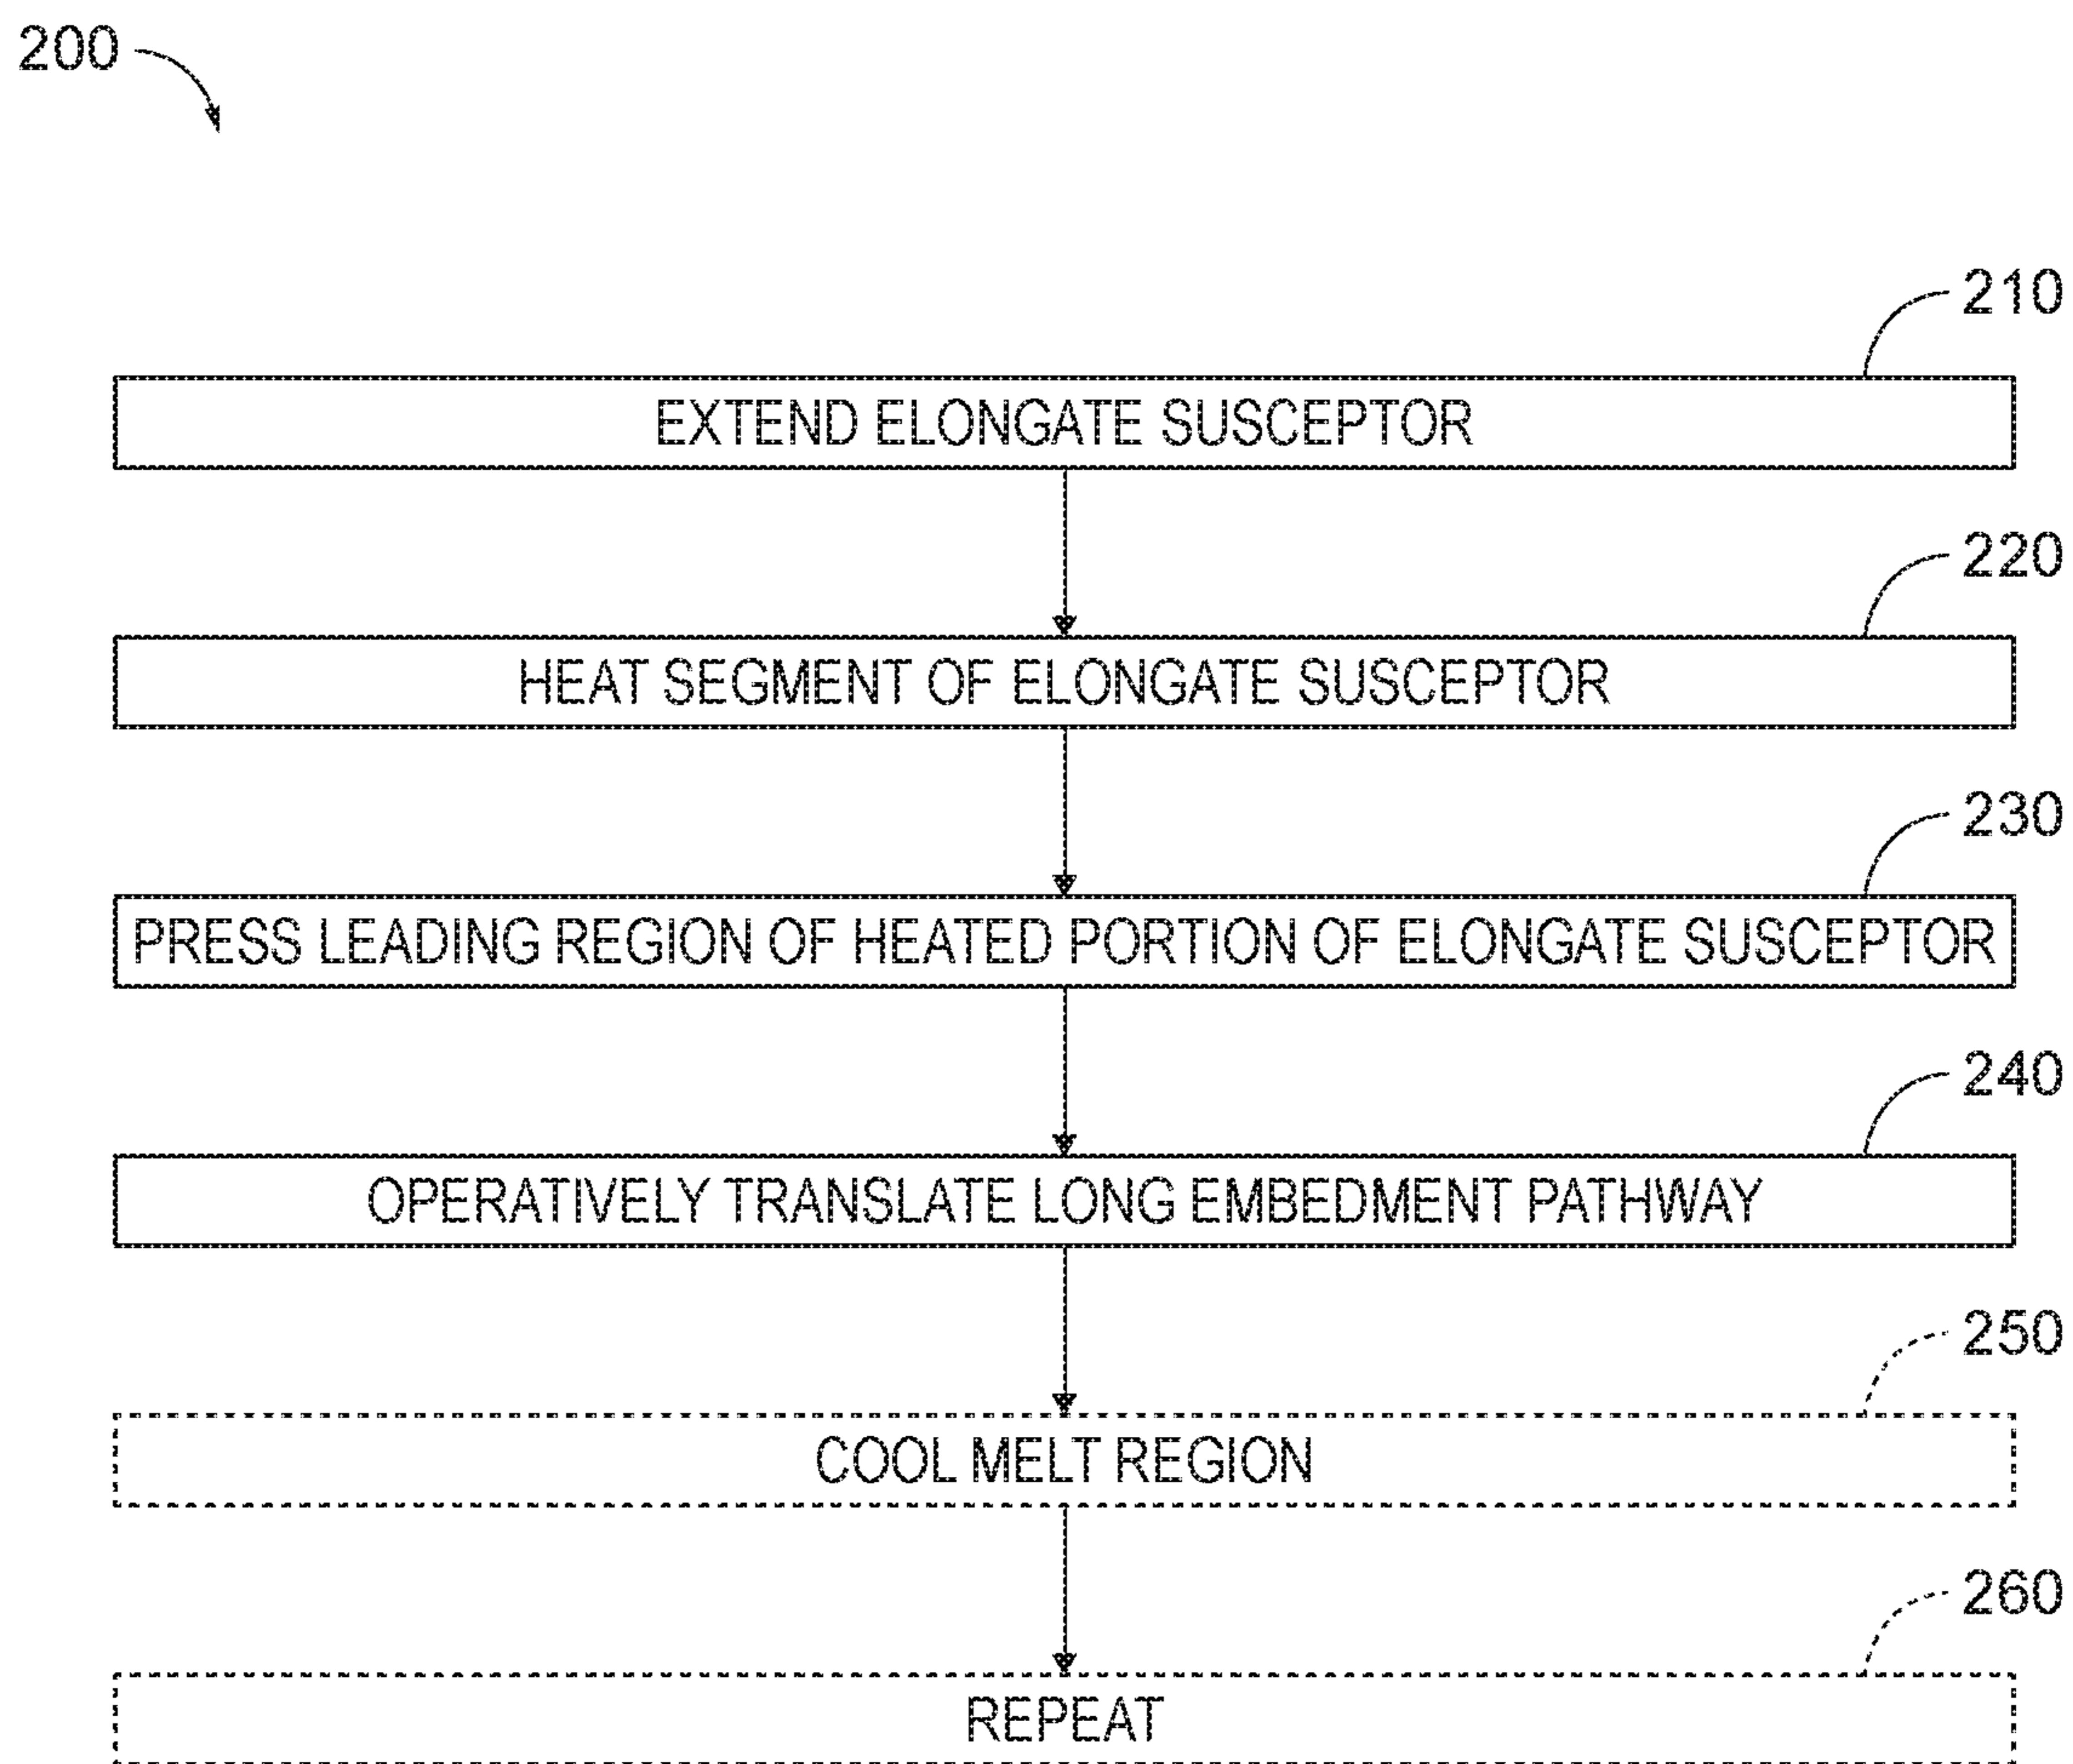 200
210
EXTEND ELONGATE SUSCEPTOR
220
HEAT SEGMENT OF ELONGATE SUSCEPTOR
230
PRESS LEADING REGION OF HEATED PORTION OF ELONGATE SUSCEPTOR
240
OPERATIVELY TRANSLATE LONG EMBEDMENT PATHWAY
250
COOL MELT REGION
260
REPEAT